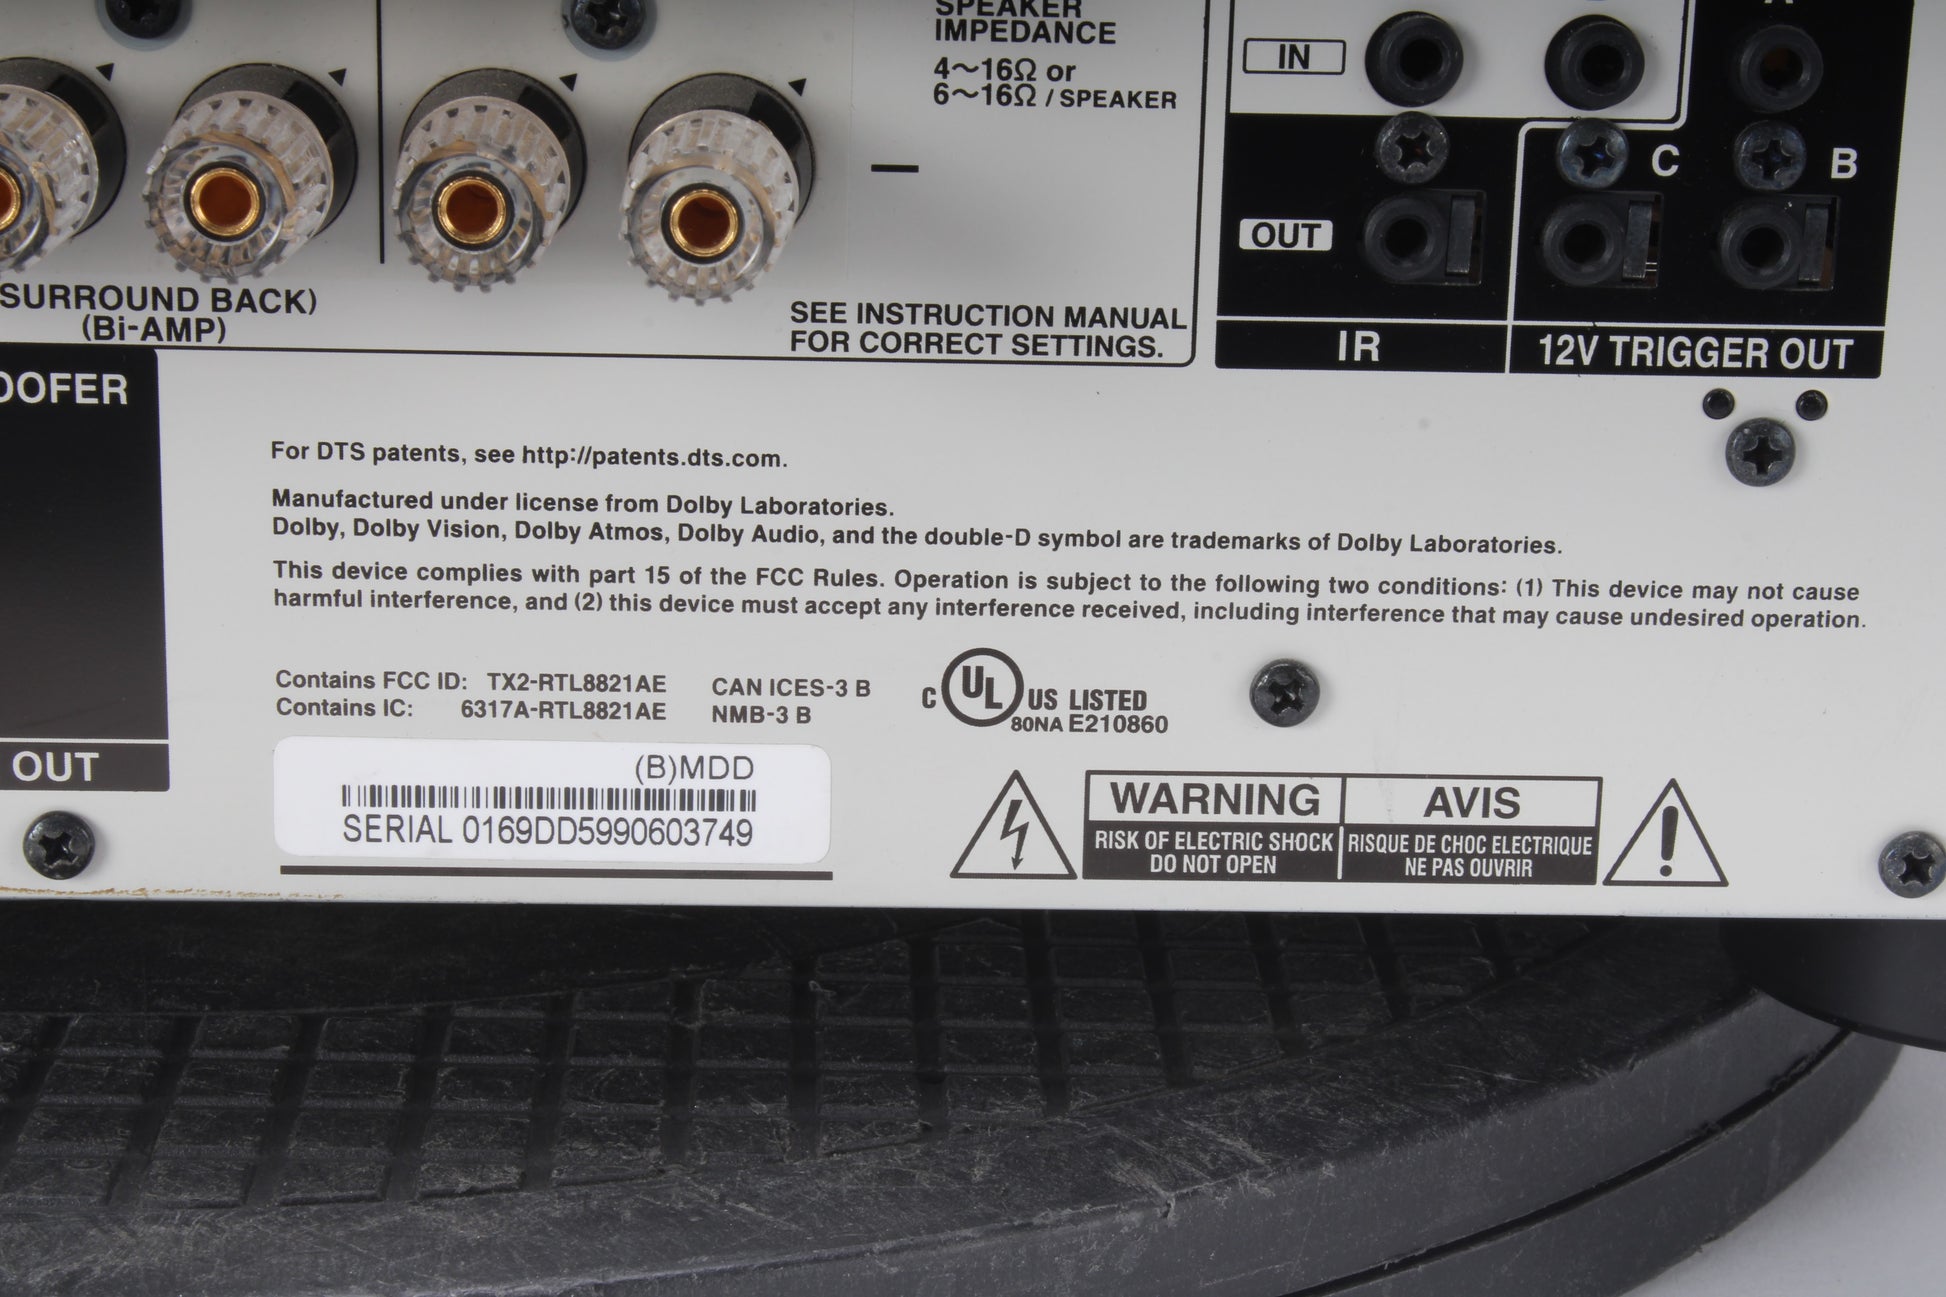 SPEAKER
IMPEDANCE
4~16Ω or
6~16Ω / SPEAKER
IN
A
C
B
OUT
SURROUND BACK)
(Bi-AMP)
SEE INSTRUCTION MANUAL
FOR CORRECT SETTINGS.
IR
12V TRIGGER OUT
OOFER
For DTS patents, see http://patents.dts.com.
Manufactured under license from Dolby Laboratories.
Dolby, Dolby Vision, Dolby Atmos, Dolby Audio, and the double-D symbol are trademarks of Dolby Laboratories.
This device complies with part 15 of the FCC Rules. Operation is subject to the following two conditions: (1) This device may not cause
harmful interference, and (2) this device must accept any interference received, including interference that may cause undesired operation.
Contains FCC ID: TX2-RTL8821AE
Contains IC: 6317A-RTL8821AE
CAN ICES-3 B
NMB-3 B
C UL US LISTED
80NA E210860
OUT
(B)MDD
SERIAL 0169DD5990603749
WARNING
RISK OF ELECTRIC SHOCK
DO NOT OPEN
AVIS
RISQUE DE CHOC ELECTRIQUE
NE PAS OUVRIR